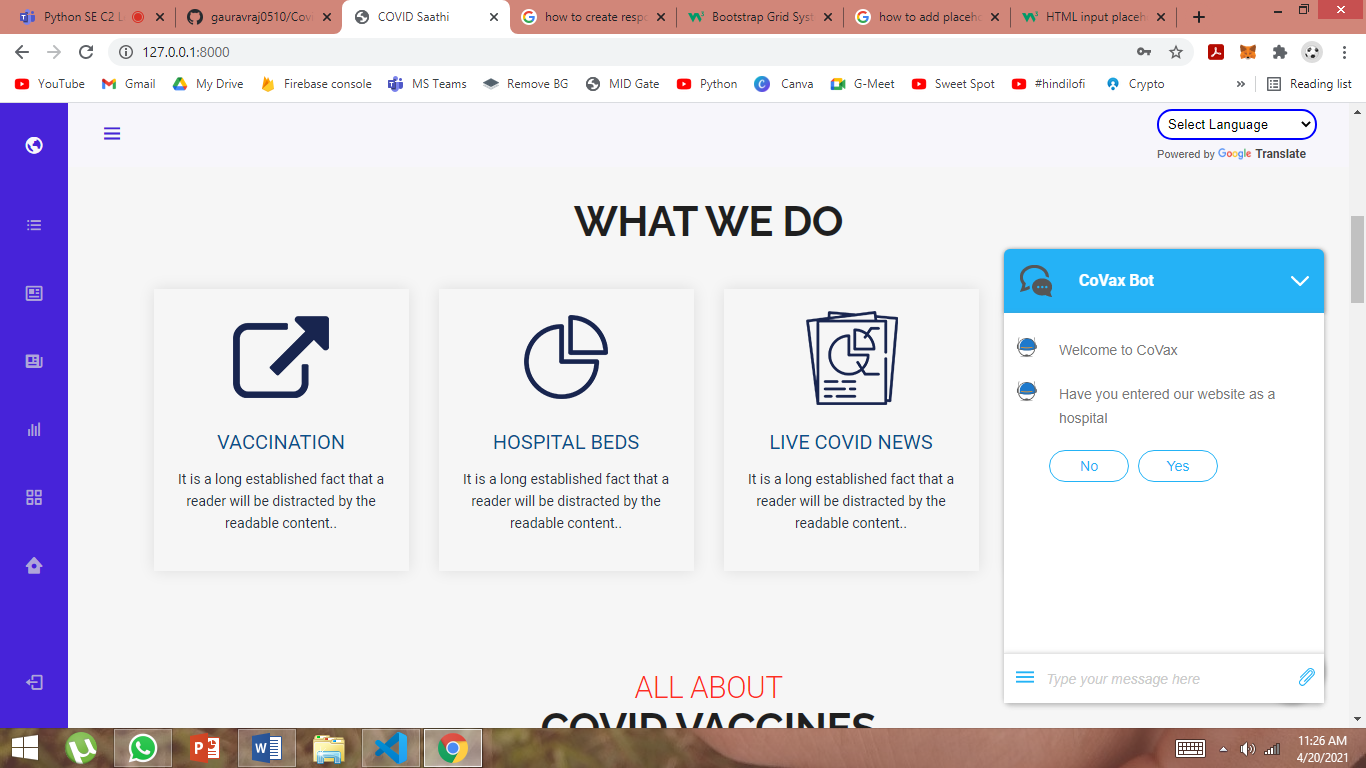 Python SE C2 L
gauravraj0510/Covi
COVID Saathi
how to create respo
Bootstrap Grid Syst
how to add placeho
HTML input placeh
127.0.0.1:8000
YouTube
Gmail
My Drive
Firebase console
MS Teams
Remove BG
MID Gate
Python
Canva
G-Meet
Sweet Spot
#hindilofi
Crypto
»
Reading list
Select Language
Powered by Google Translate
WHAT WE DO
VACCINATION
It is a long established fact that a
reader will be distracted by the
readable content..
HOSPITAL BEDS
It is a long established fact that a
reader will be distracted by the
readable content..
LIVE COVID NEWS
It is a long established fact that a
reader will be distracted by the
readable content..
CoVax Bot
Welcome to CoVax
Have you entered our website as a
hospital
No
Yes
Type your message here
ALL ABOUT
COVID VACCINES
11:26 AM
4/20/2021